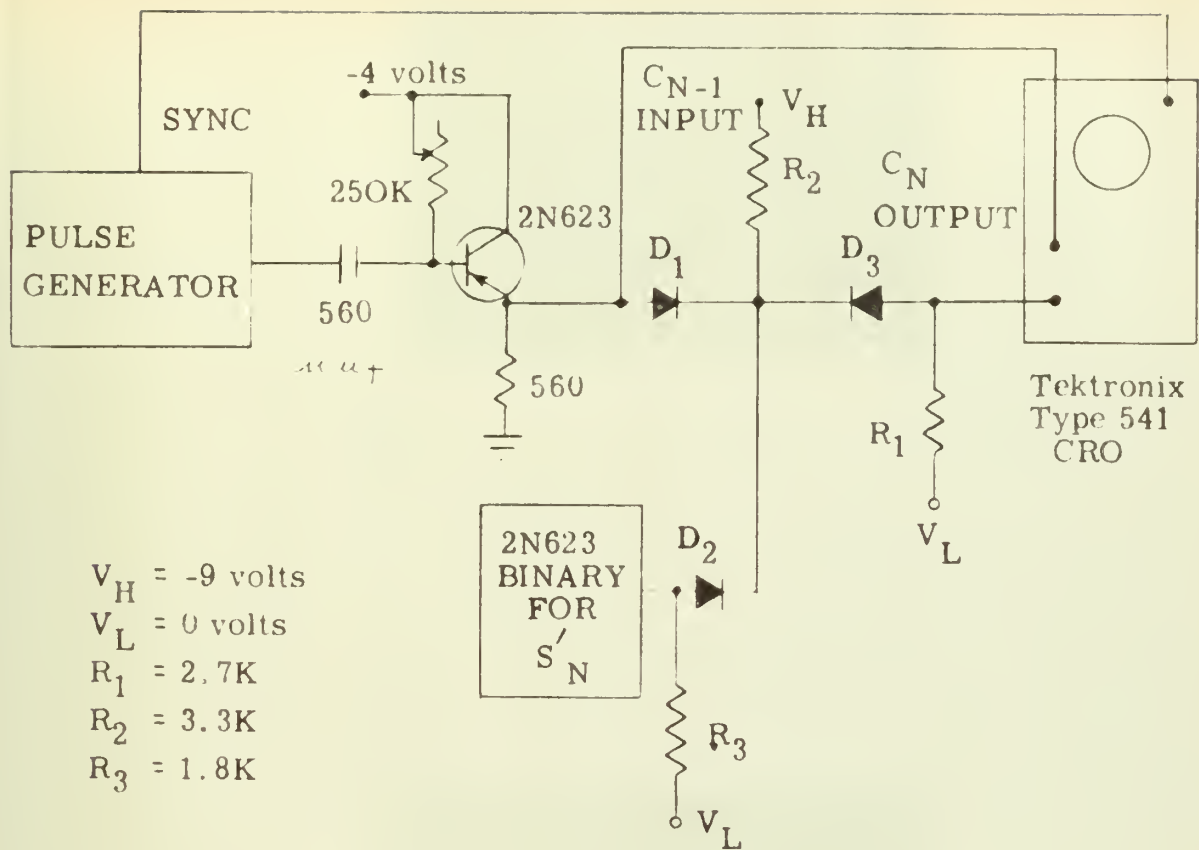 -4 volts
SYNC
C_{N-1}
INPUT
V_H
R_2
C_N
OUTPUT
250K
2N623
PULSE
GENERATOR
D_1
D_3
560
μμf
560
Tektronix
Type 541
CRO
R_1
V_L
2N623
BINARY
FOR
S'_N
D_2
R_3
V_L
V_H = -9 volts
V_L = 0 volts
R_1 = 2.7K
R_2 = 3.3K
R_3 = 1.8K